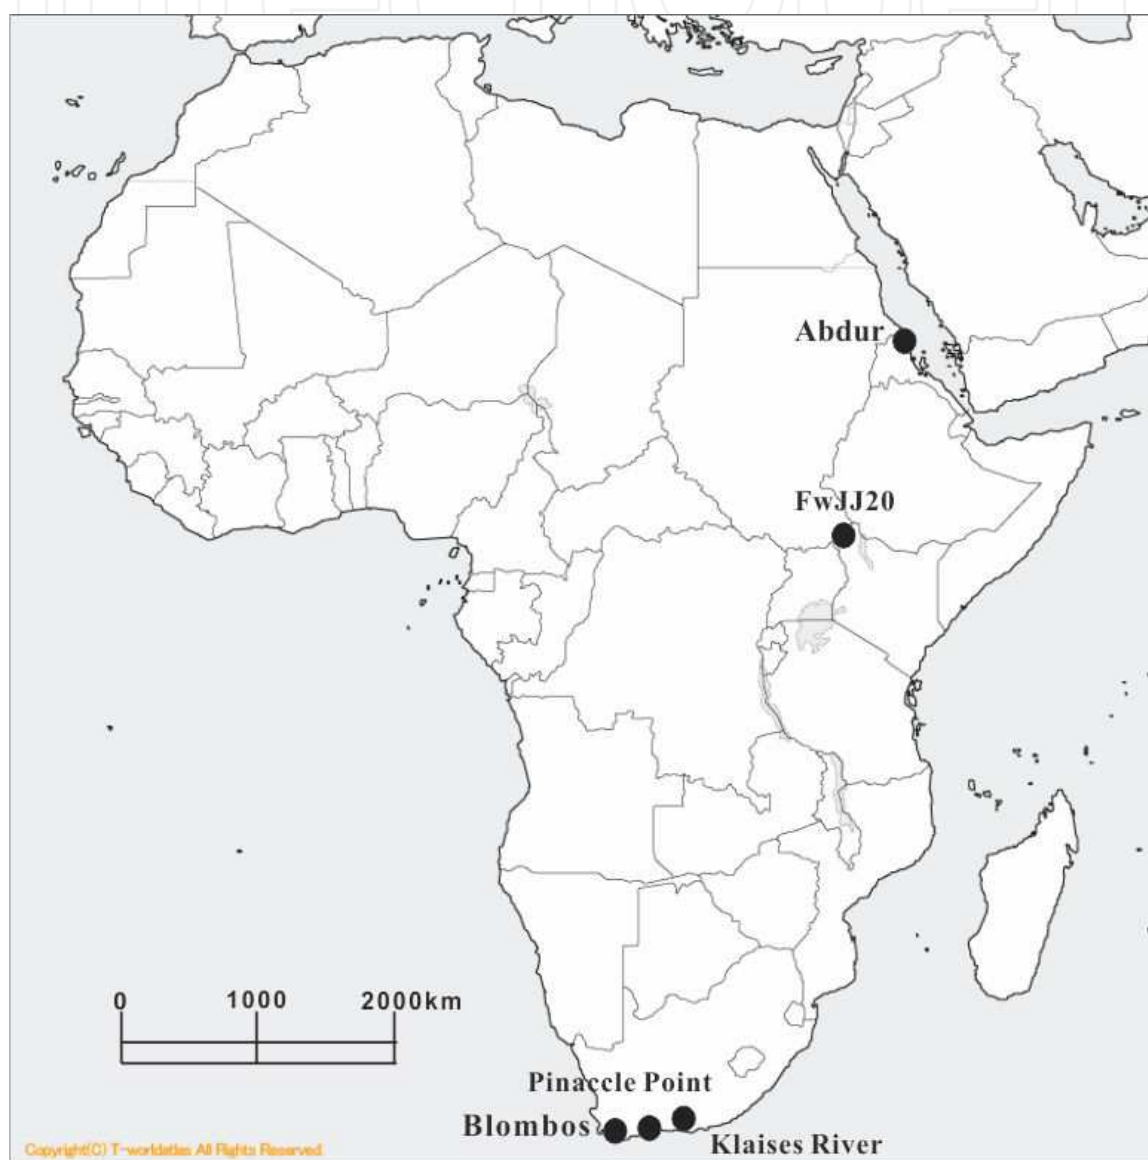 Abdur
FwJJ20
0 1000 2000km
Pinaccle Point
Blombos
Klaises River
Copyright(C) T-worldatlas All Rights Reserved.